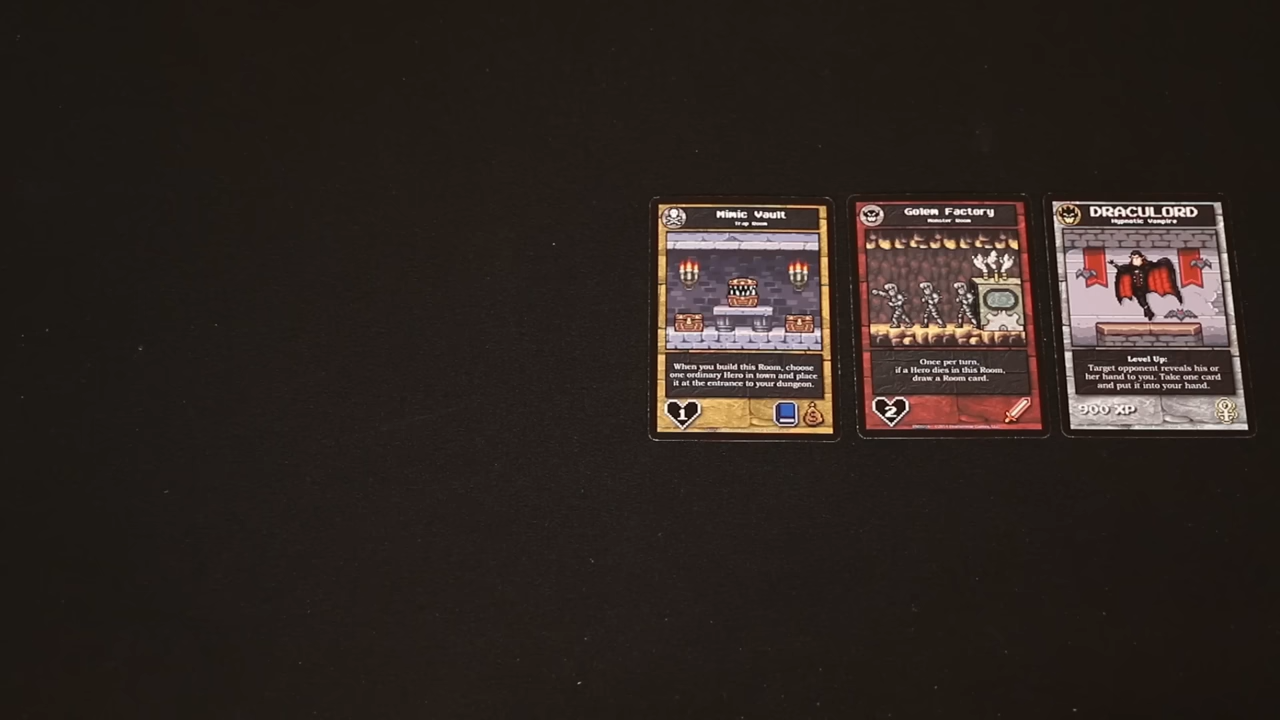 Mimic Vault
Trap Room
When you build this Room, choose
one ordinary Hero in town and place
it at the entrance to your dungeon.
1
Golem Factory
Monster Room
Once per turn,
if a Hero dies in this Room,
draw a Room card.
2
DRACULORD
Hypnotic Vampire
Level Up:
Target opponent reveals his or
her hand to you. Take one card
and put it into your hand.
900 XP